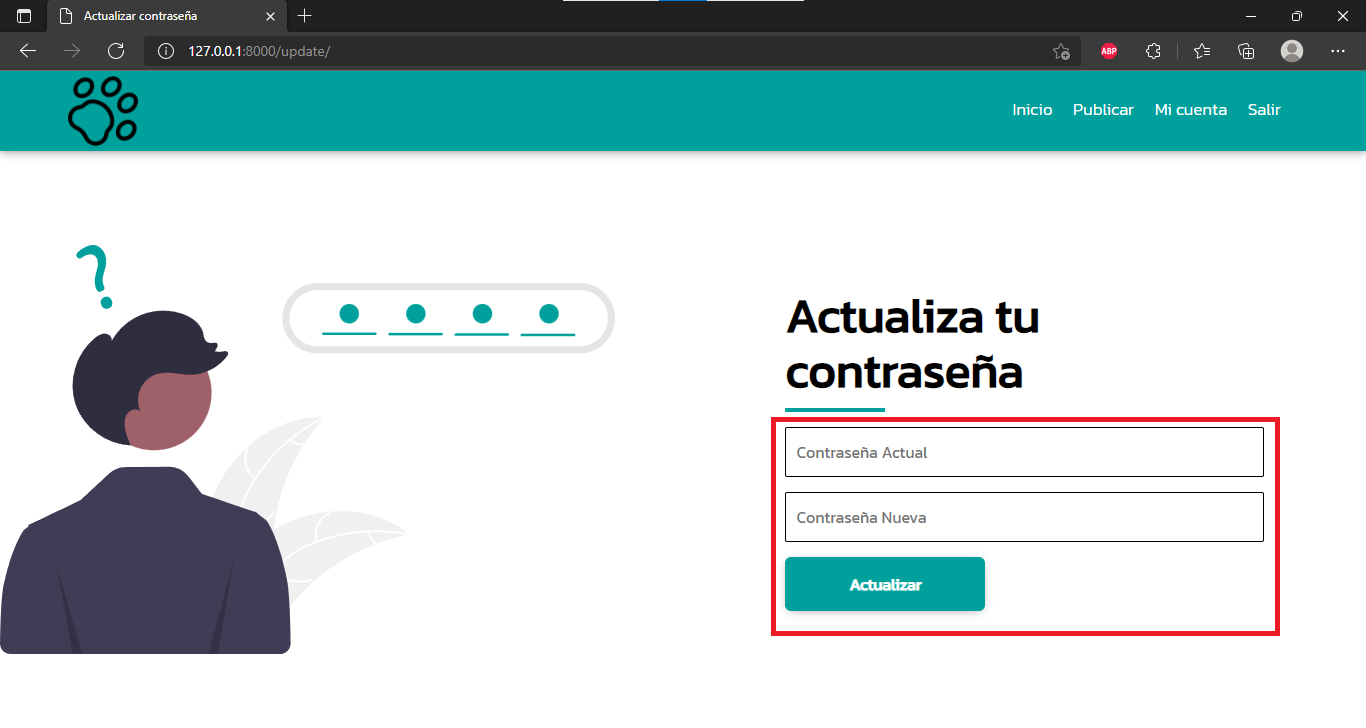 Actualizar contraseña
127.0.0.1:8000/update/
ABP
Inicio Publicar Mi cuenta Salir
?
Actualiza tu
contraseña
Contraseña Actual
Contraseña Nueva
Actualizar